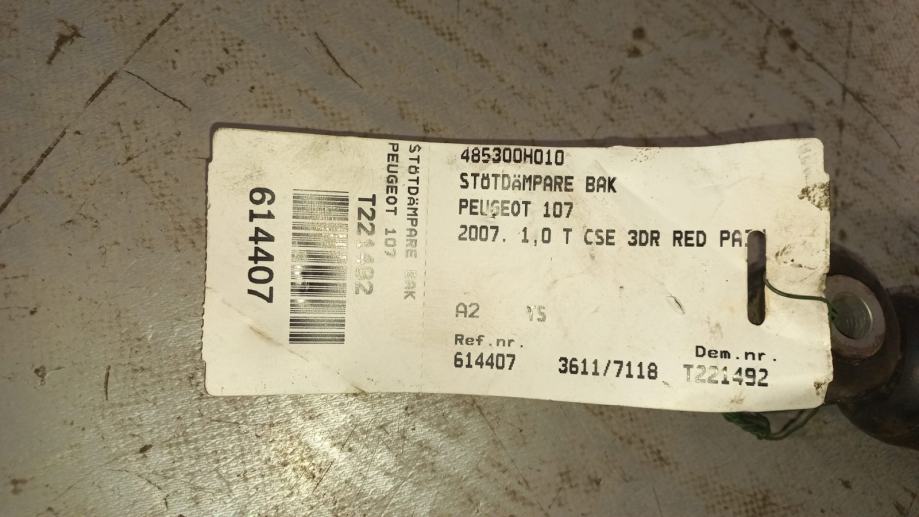 485300H010
STÖTDÄMPARE BAK
PEUGEOT 107
2007. 1,0 T CSE 3DR RED
A2
Ref.nr.
614407 3611/7118
Dem.nr.
T221492
STÖTDÄMPARE BAK
PEUGEOT 107
T221492
614407